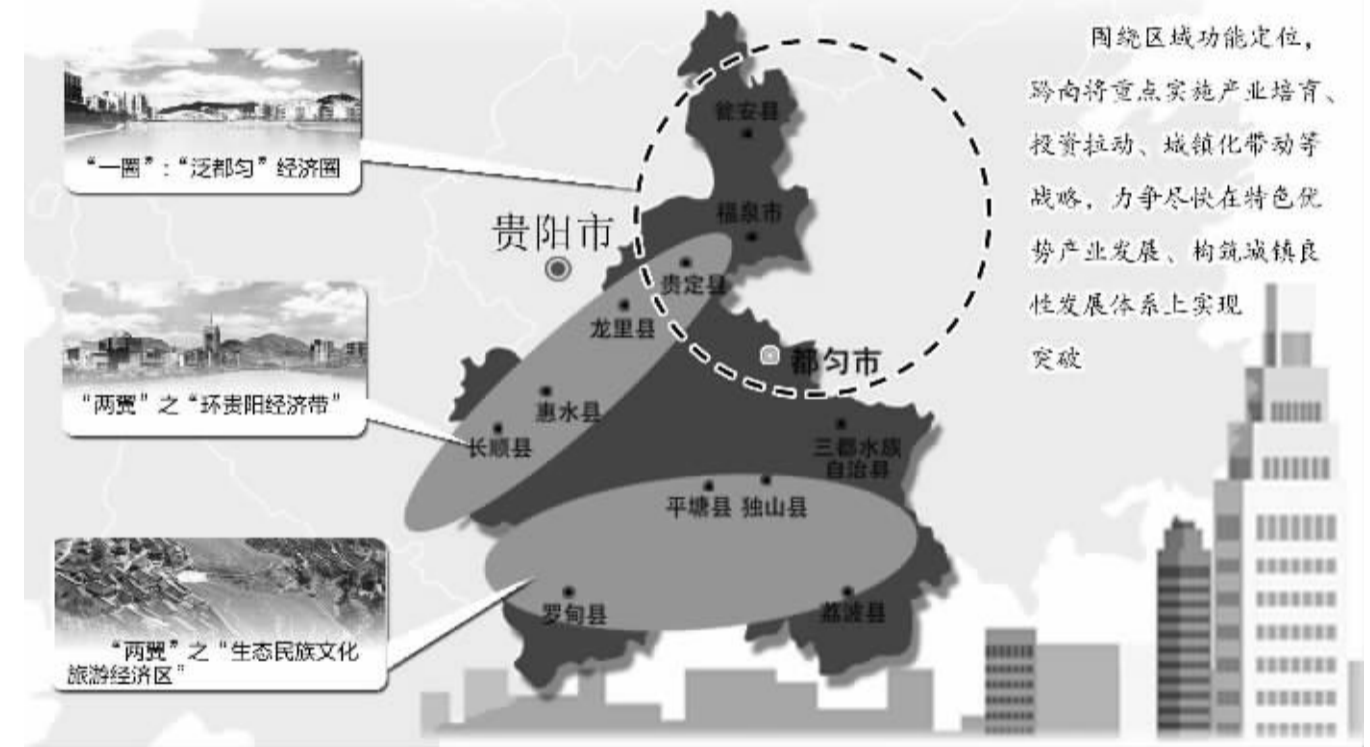 围绕区域功能定位，
黔南将重点实施产业培育、
投资拉动、城镇化带动等
战略，力争尽快在特色优
势产业发展、构筑城镇良
性发展体系上实现
突破
“一圈”：“泛都匀”经济圈
“两翼”之“环贵阳经济带”
“两翼”之“生态民族文化
旅游经济区”
瓮安县
福泉市
贵阳市
贵定县
龙里县
都匀市
惠水县
长顺县
三都水族
自治县
平塘县
独山县
罗甸县
荔波县